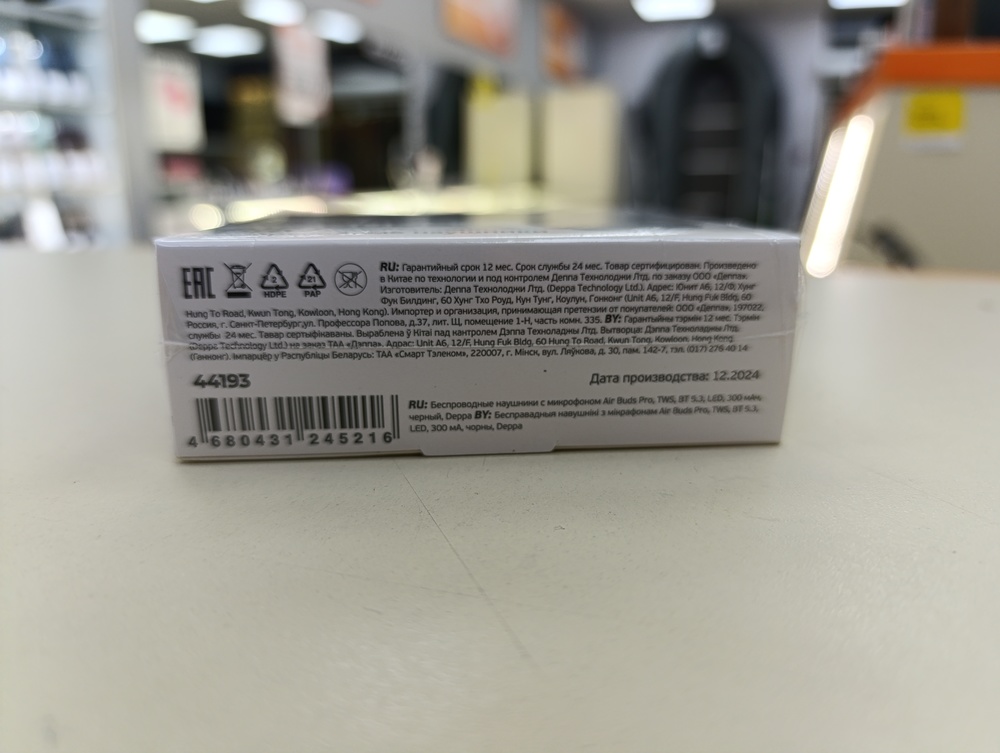 EAC
2
HDPE
21
PAP
RU: Гарантийный срок 12 мес. Срок службы 24 мес. Товар сертифицирован. Произведено
в Китае по технологии и под контролем Деппа Технолоджи Лтд. по заказу ООО «Деппа».
Изготовитель: Деппа Технолоджи Лтд. (Deppa Technology Ltd.). Адрес: Юнит А6, 12/Ф, Хунг
Фук Билдинг, 60 Хунг Тхо Роуд, Кун Тунг, Коулун, Гонконг (Unit A6, 12/F, Hung Fuk Bldg, 60
Hung To Road, Kwun Tong, Kowloon, Hong Kong). Импортер и организация, принимающая претензии от покупателей: ООО «Деппа», 197022,
Россия, г. Санкт-Петербург, ул. Профессора Попова, д.37, лит. Щ, помещение 1-Н, часть комн. 335. BY: Гарантыйны тэрмін 12 мес. Тэрмін
службы 24 мес. Тавар сертыфікаваны. Выраблена ў Кітаі пад кантролем Дэппа Тэхналаджы Лтд. Вытворца: Дэппа Тэхналаджы Лтд.
(Deppa Technology Ltd.) на заказ ТАА «Дэппа». Адрас: Unit A6, 12/F, Hung Fuk Bldg, 60 Hung To Road, Kwun Tong, Kowloon, Hong Kong
(Ганконг). Імпарцёр у Рэспубліцы Беларусь: ТАА «Смарт Тэлеком», 220007, г. Мінск, вул. Ляўкова, д. 30, пам. 142-7, тэл. (017) 276 40 14
44193
Дата производства: 12.2024
4 680431 245216
RU: Беспроводные наушники с микрофоном Air Buds Pro, TWS, BT 5.3, LED, 300 мАч,
черный, Deppa BY: Бесправадныя навушнікі з мікрафонам Air Buds Pro, TWS, BT 5.3,
LED, 300 мА, чорны, Deppa